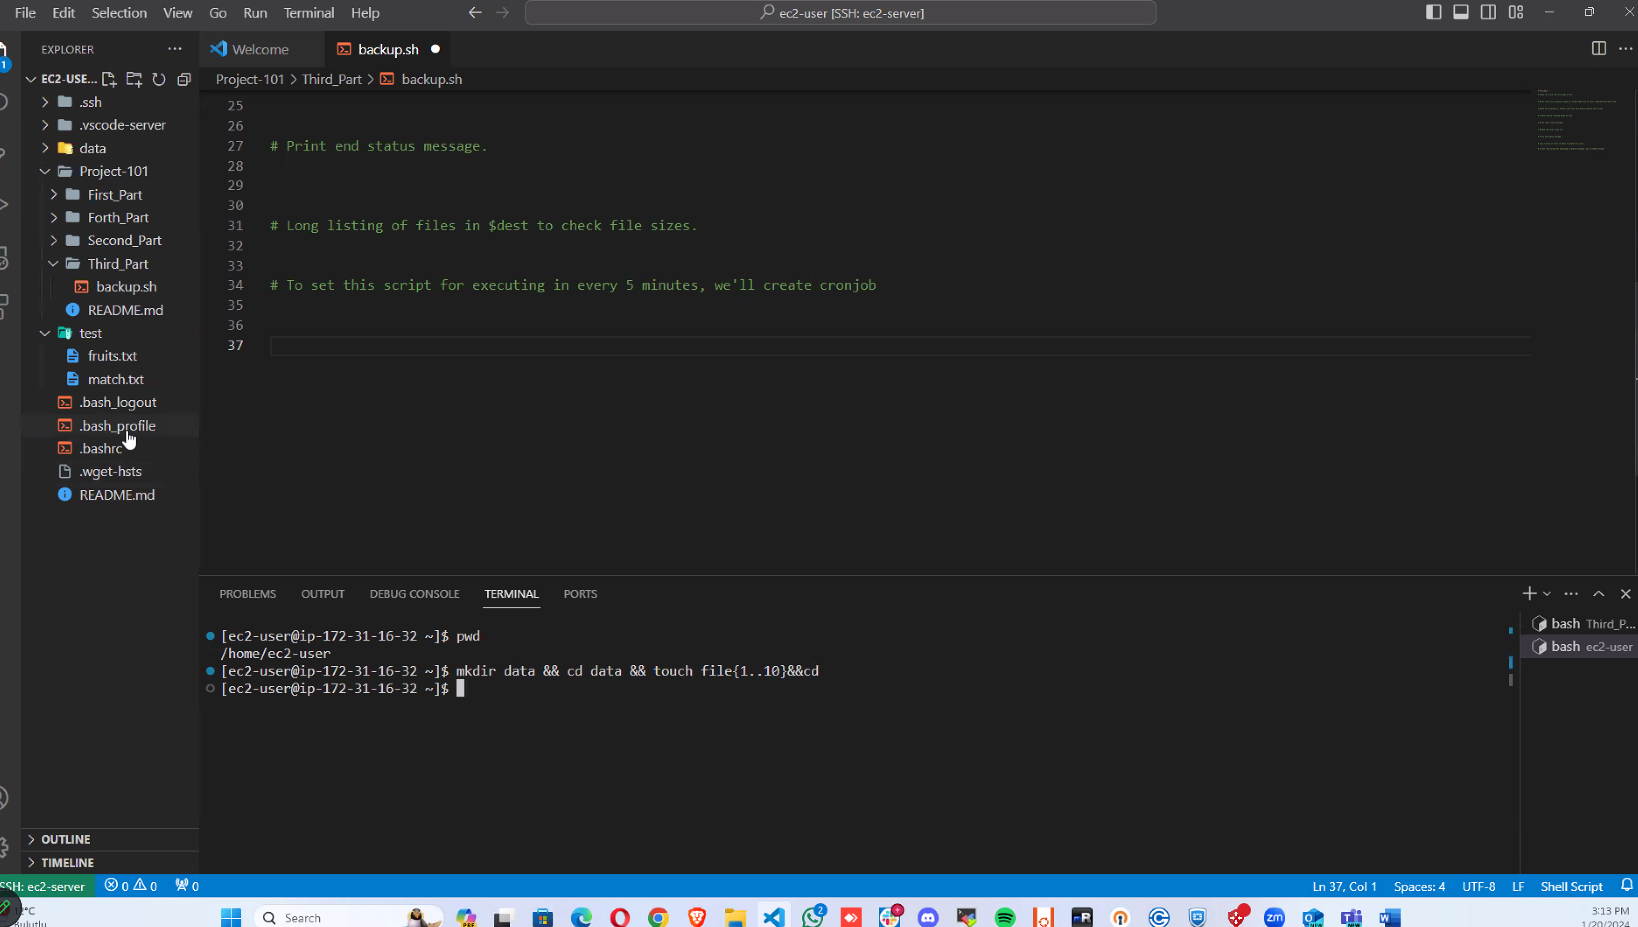 File Edit Selection View Go Run Terminal Help
ec2-user [SSH: ec2-server]
EXPLORER
Welcome
backup.sh
EC2-USE...
Project-101 > Third_Part > backup.sh
1
.ssh
.vscode-server
data
Project-101
First_Part
Forth_Part
Second_Part
Third_Part
backup.sh
README.md
test
fruits.txt
match.txt
.bash_logout
.bash_profile
.bashrc
.wget-hsts
README.md
25
26
27 # Print end status message.
28
29
30
31 # Long listing of files in $dest to check file sizes.
32
33
34 # To set this script for executing in every 5 minutes, we'll create cronjob
35
36
37
PROBLEMS OUTPUT DEBUG CONSOLE TERMINAL PORTS
[ec2-user@ip-172-31-16-32 ~]$ pwd
/home/ec2-user
[ec2-user@ip-172-31-16-32 ~]$ mkdir data && cd data && touch file{1..10}&&cd
[ec2-user@ip-172-31-16-32 ~]$
bash Third_P...
bash ec2-user
OUTLINE
TIMELINE
SSH: ec2-server 0 0 0
Ln 37, Col 1 Spaces: 4 UTF-8 LF Shell Script
Bulutlu
Search
2
NEW
NEW
3:13 PM
1/20/2024